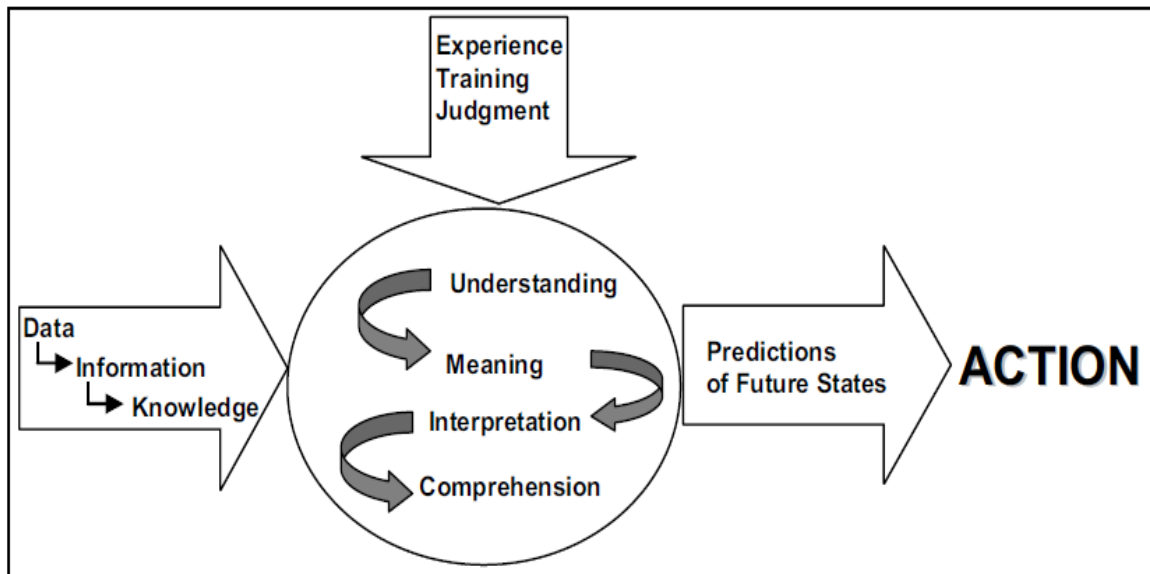 Experience
Training
Judgment
Data
Information
Knowledge
Understanding
Meaning
Interpretation
Comprehension
Predictions
of Future States
ACTION